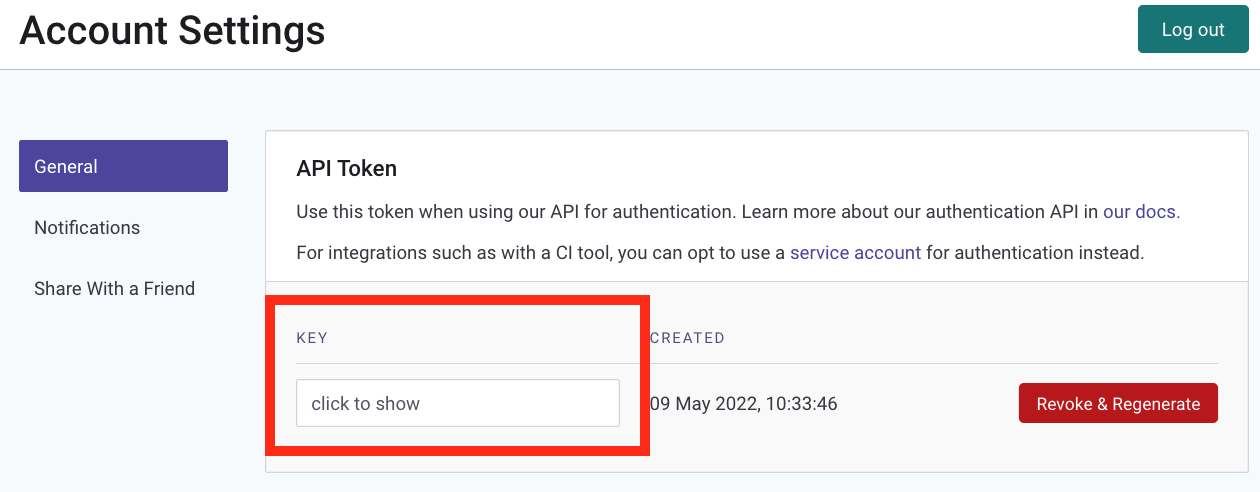 Account Settings
Log out
General
Notifications
Share With a Friend
API Token
Use this token when using our API for authentication. Learn more about our authentication API in our docs.
For integrations such as with a CI tool, you can opt to use a service account for authentication instead.
KEY CREATED
click to show 09 May 2022, 10:33:46 Revoke & Regenerate